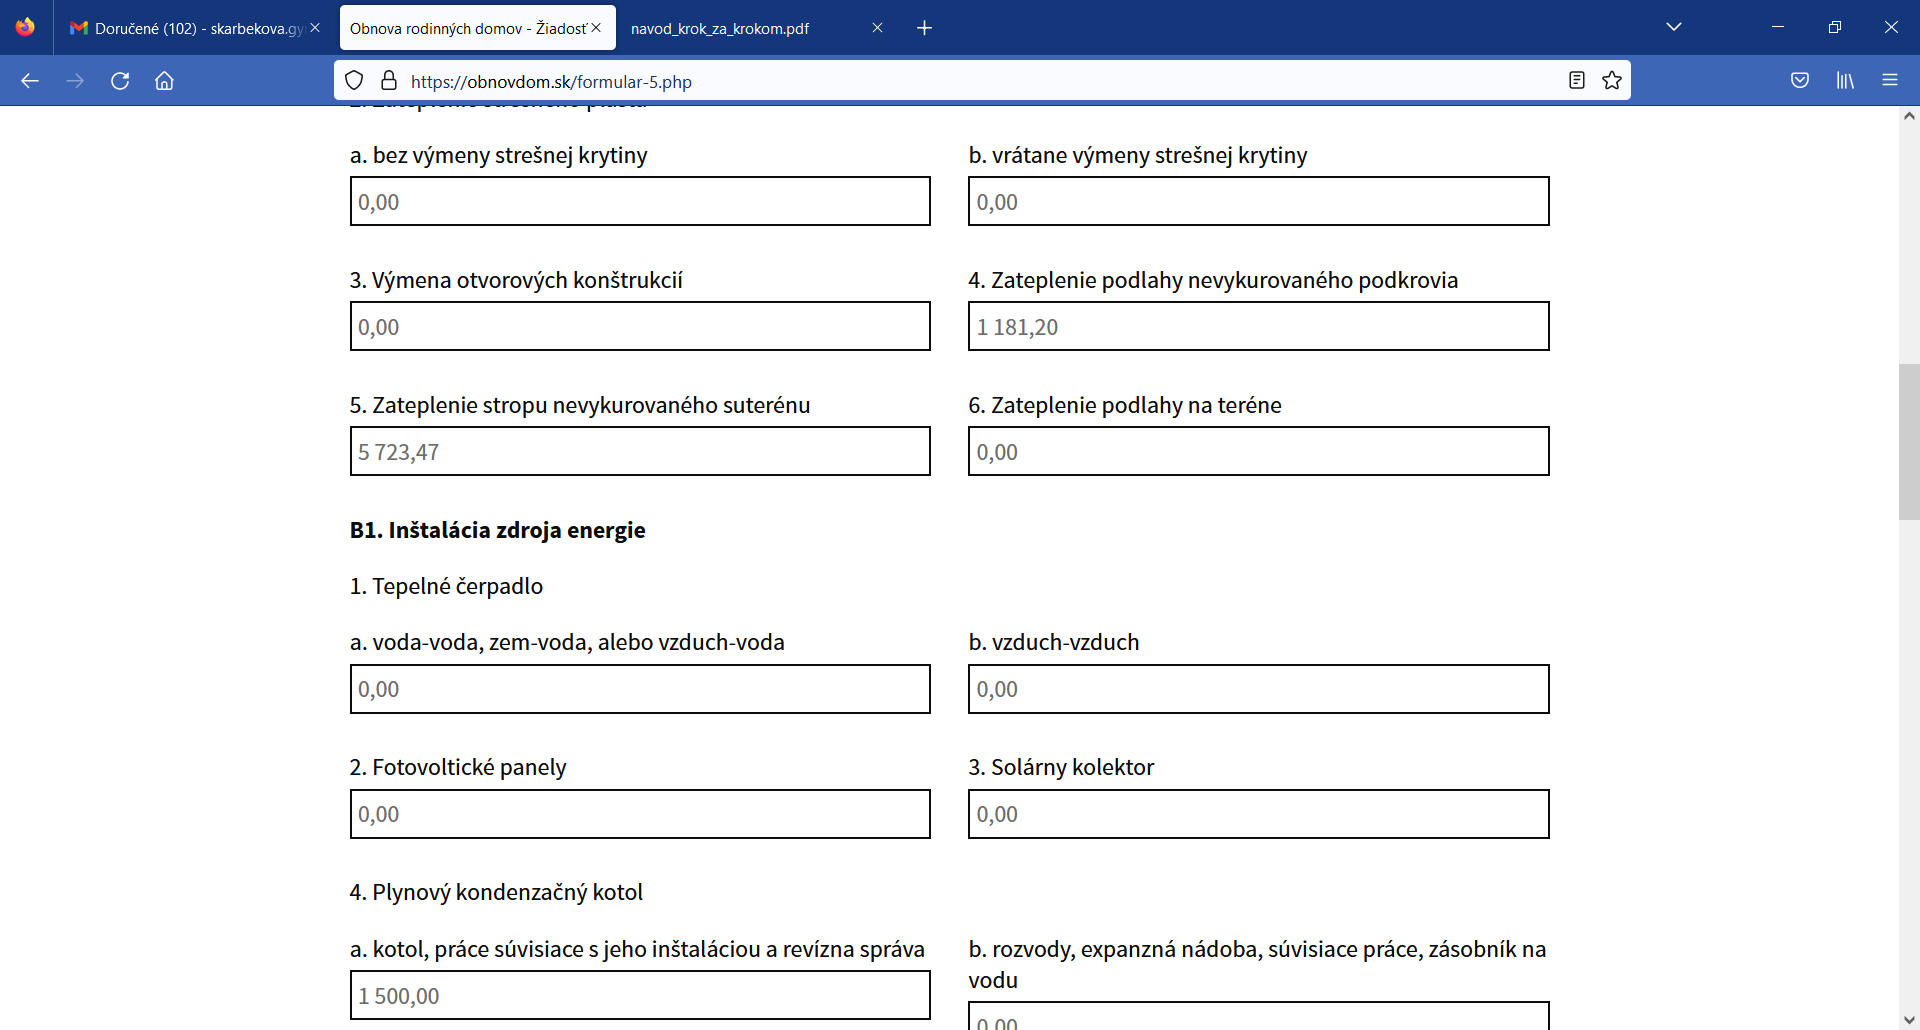 Doručené (102) - skarbekova.gy
Obnova rodinných domov - Žiadosť
navod_krok_za_krokom.pdf
https://obnovdom.sk/formular-5.php
a. bez výmeny strešnej krytiny
b. vrátane výmeny strešnej krytiny
0,00
0,00
3. Výmena otvorových konštrukcií
4. Zateplenie podlahy nevykurovaného podkrovia
0,00
1 181,20
5. Zateplenie stropu nevykurovaného suterénu
6. Zateplenie podlahy na teréne
5 723,47
0,00
B1. Inštalácia zdroja energie
1. Tepelné čerpadlo
a. voda-voda, zem-voda, alebo vzduch-voda
b. vzduch-vzduch
0,00
0,00
2. Fotovoltické panely
3. Solárny kolektor
0,00
0,00
4. Plynový kondenzačný kotol
a. kotol, práce súvisiace s jeho inštaláciou a revízna správa
b. rozvody, expanzná nádoba, súvisiace práce, zásobník na
vodu
1 500,00
0,00